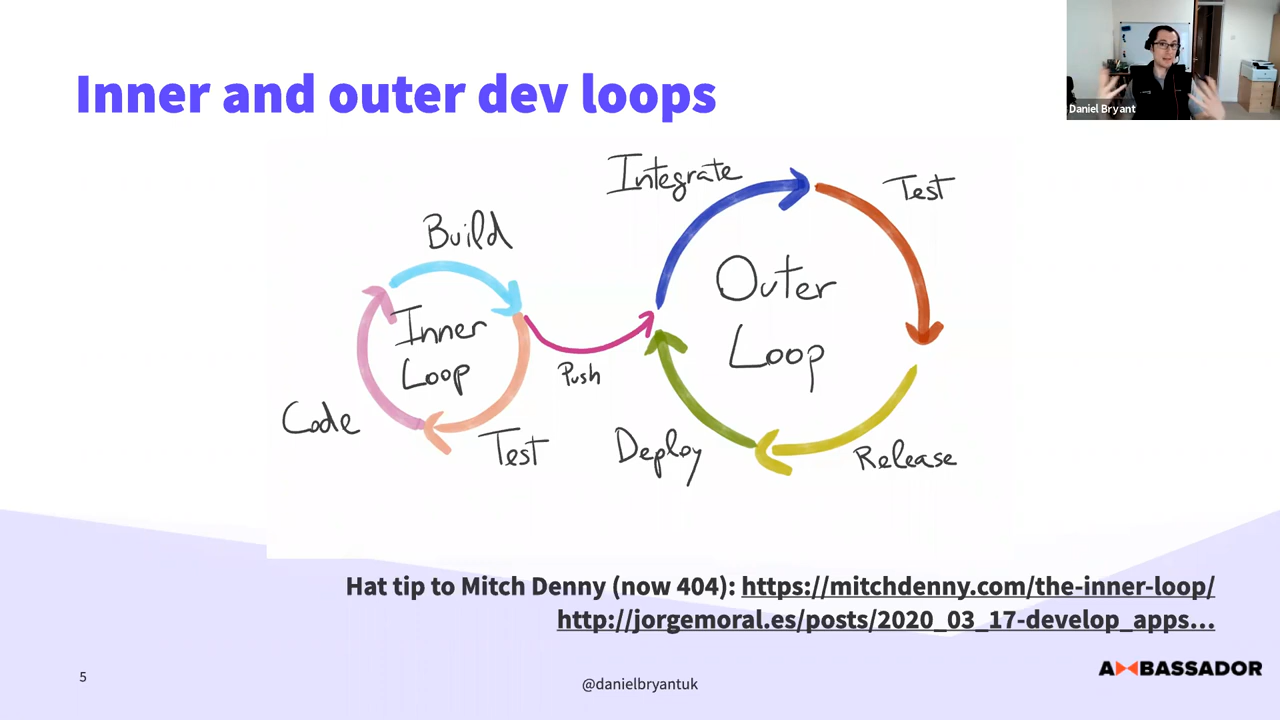 Inner and outer dev loops
Daniel Bryant
Integrate
Test
Build
Outer
Loop
Inner
Loop
Push
Code
Test
Deploy
Release
Hat tip to Mitch Denny (now 404): https://mitchdenny.com/the-inner-loop/
http://jorgemoral.es/posts/2020_03_17-develop_apps...
5
@danielbryantuk
AMBASSADOR